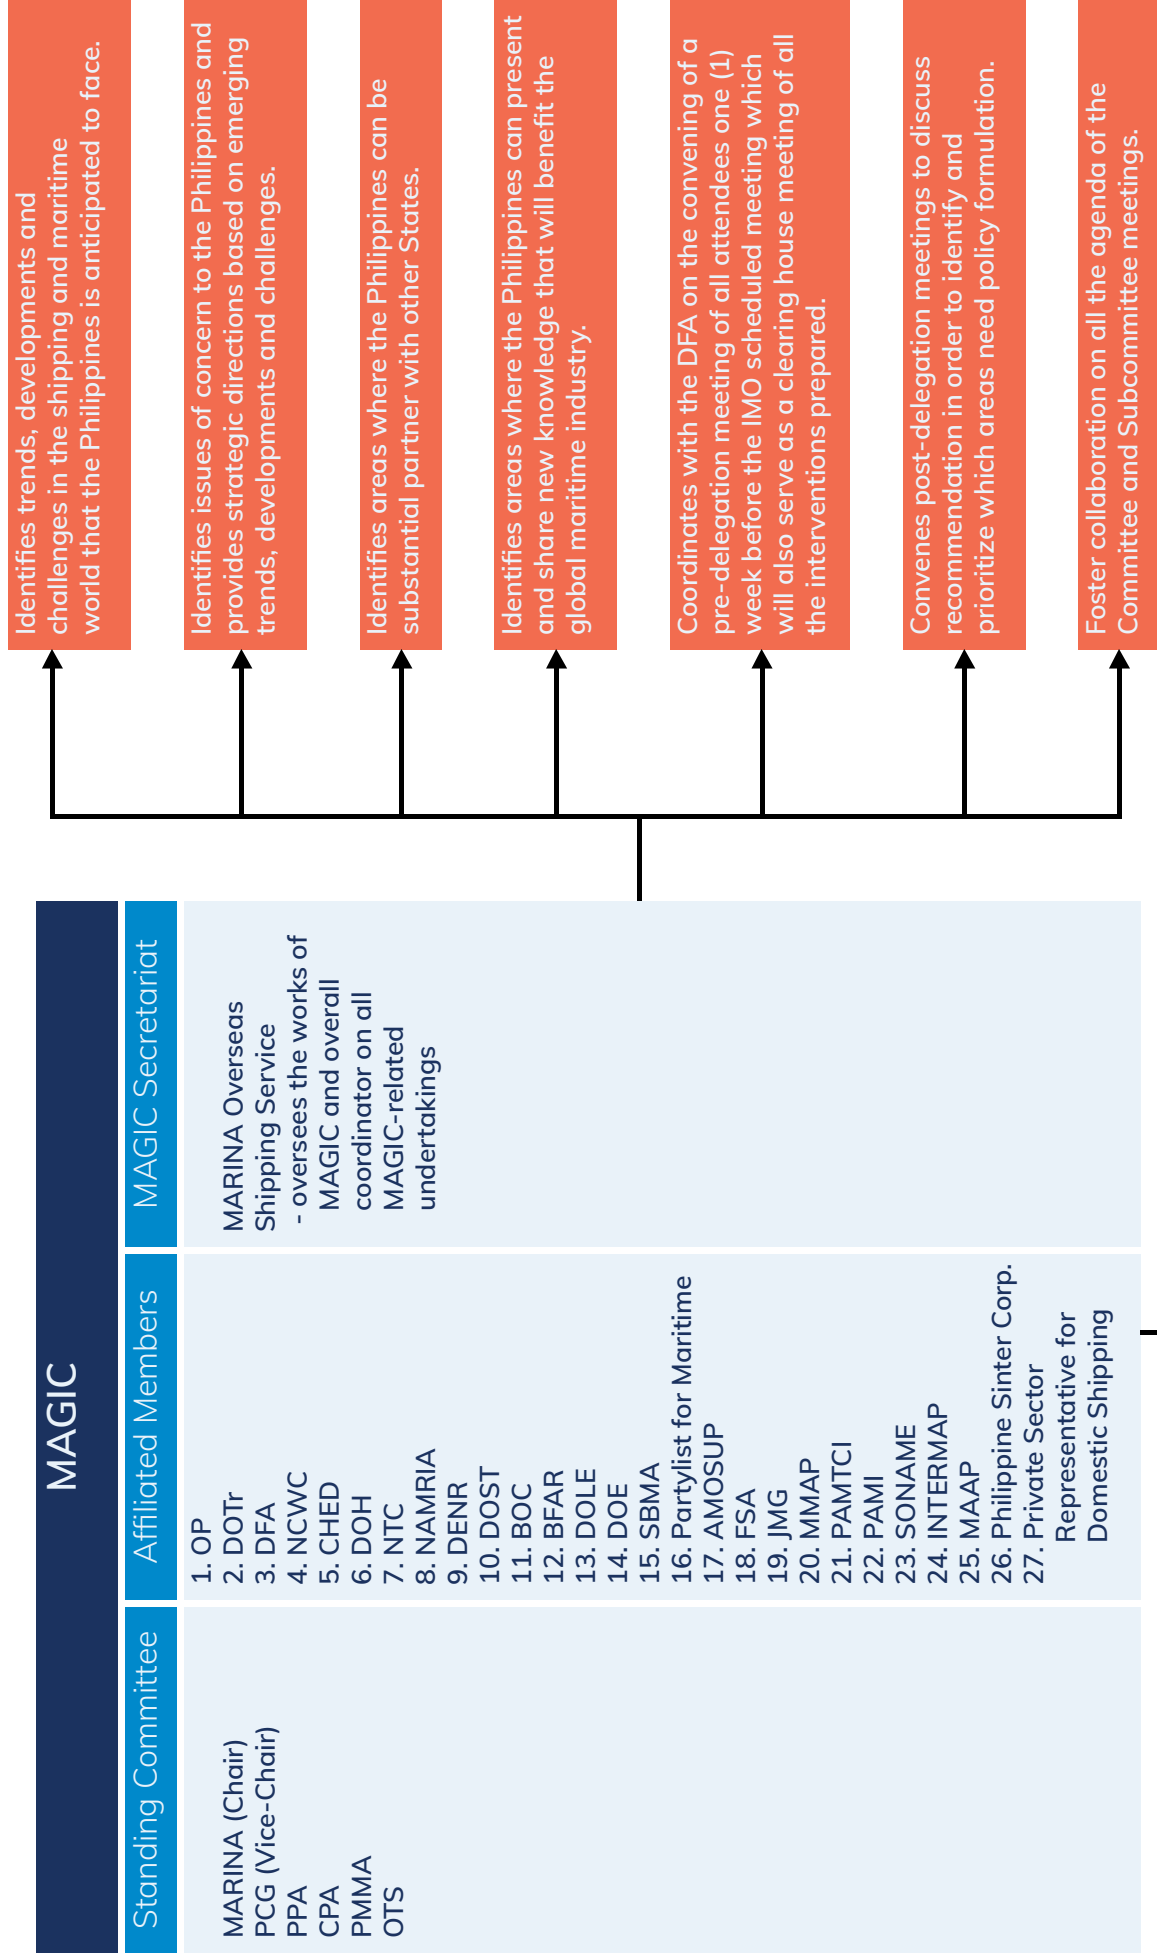 MAGIC
Standing Committee
MARINA (Chair)
PCG (Vice-Chair)
PPA
CPA
PMMA
OTS
Affiliated Members
1. OP
2. DOTr
3. DFA
4. NCWC
5. CHED
6. DOH
7. NTC
8. NAMRIA
9. DENR
10. DOST
11. BOC
12. BFAR
13. DOLE
14. DOE
15. SBMA
16. Partylist for Maritime
17. AMOSUP
18. FSA
19. JMG
20. MMAP
21. PAMTCI
22. PAMI
23. SONAME
24. INTERMAP
25. MAAP
26. Philippine Sinter Corp.
27. Private Sector
Representative for
Domestic Shipping
MAGIC Secretariat
MARINA Overseas
Shipping Service
- oversees the works of
MAGIC and overall
coordinator on all
MAGIC-related
undertakings
Identifies trends, developments and
challenges in the shipping and maritime
world that the Philippines is anticipated to face.
Identifies issues of concern to the Philippines and
provides strategic directions based on emerging
trends, developments and challenges.
Identifies areas where the Philippines can be
substantial partner with other States.
Identifies areas where the Philippines can present
and share new knowledge that will benefit the
global maritime industry.
Coordinates with the DFA on the convening of a
pre-delegation meeting of all attendees one (1)
week before the IMO scheduled meeting which
will also serve as a clearing house meeting of all
the interventions prepared.
Convenes post-delegation meetings to discuss
recommendation in order to identify and
prioritize which areas need policy formulation.
Foster collaboration on all the agenda of the
Committee and Subcommittee meetings.